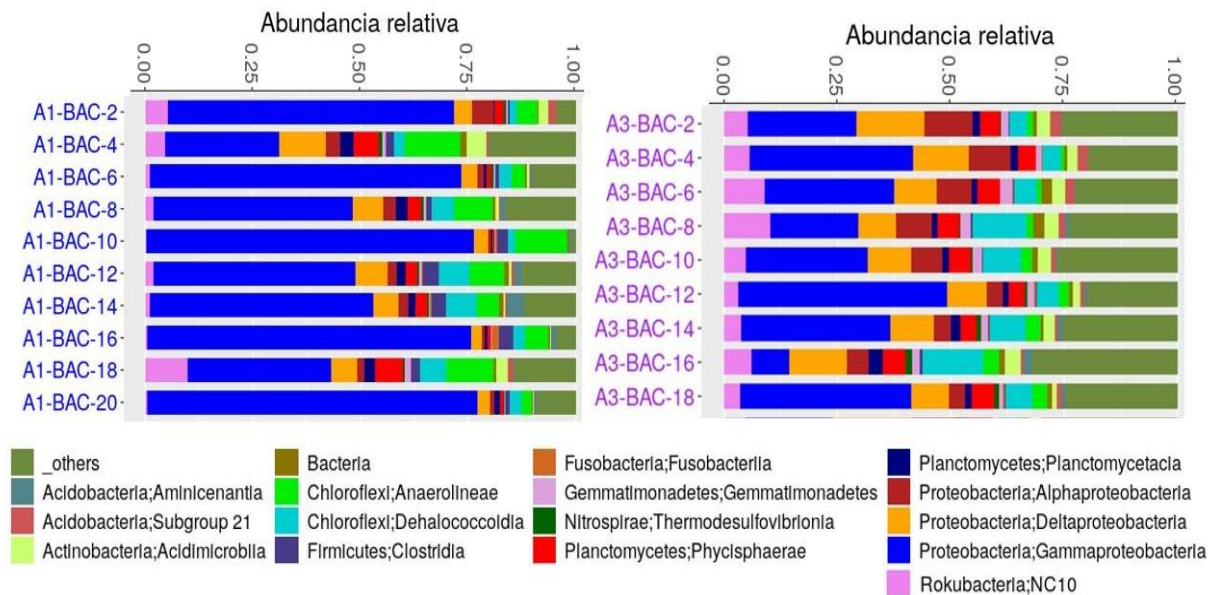 Abundancia relativa
0.00
0.25
0.50
0.75
1.00
A1-BAC-2
A1-BAC-4
A1-BAC-6
A1-BAC-8
A1-BAC-10
A1-BAC-12
A1-BAC-14
A1-BAC-16
A1-BAC-18
A1-BAC-20
Abundancia relativa
0.00
0.25
0.50
0.75
1.00
A3-BAC-2
A3-BAC-4
A3-BAC-6
A3-BAC-8
A3-BAC-10
A3-BAC-12
A3-BAC-14
A3-BAC-16
A3-BAC-18
_others
Acidobacteria;Aminicenantia
Acidobacteria;Subgroup 21
Actinobacteria;Acidimicrobiia
Bacteria
Chloroflexi;Anaerolineae
Chloroflexi;Dehalococcoidia
Firmicutes;Clostridia
Fusobacteria;Fusobacteriia
Gemmatimonadetes;Gemmatimonadetes
Nitrospirae;Thermodesulfovibrionia
Planctomycetes;Phycisphaerae
Planctomycetes;Planctomycetacia
Proteobacteria;Alphaproteobacteria
Proteobacteria;Deltaproteobacteria
Proteobacteria;Gammaproteobacteria
Rokubacteria;NC10